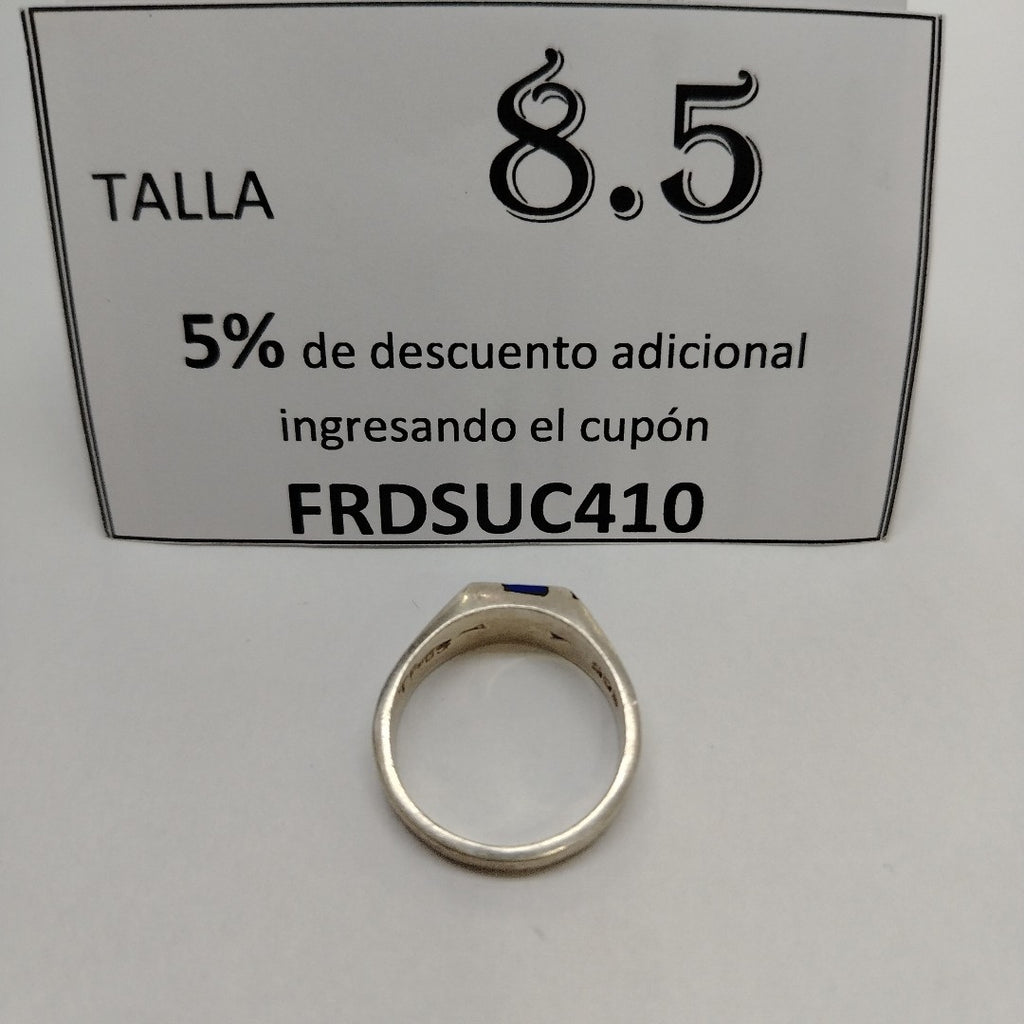 TALLA 8.5
5% de descuento adicional
ingresando el cupón
FRDSUC410